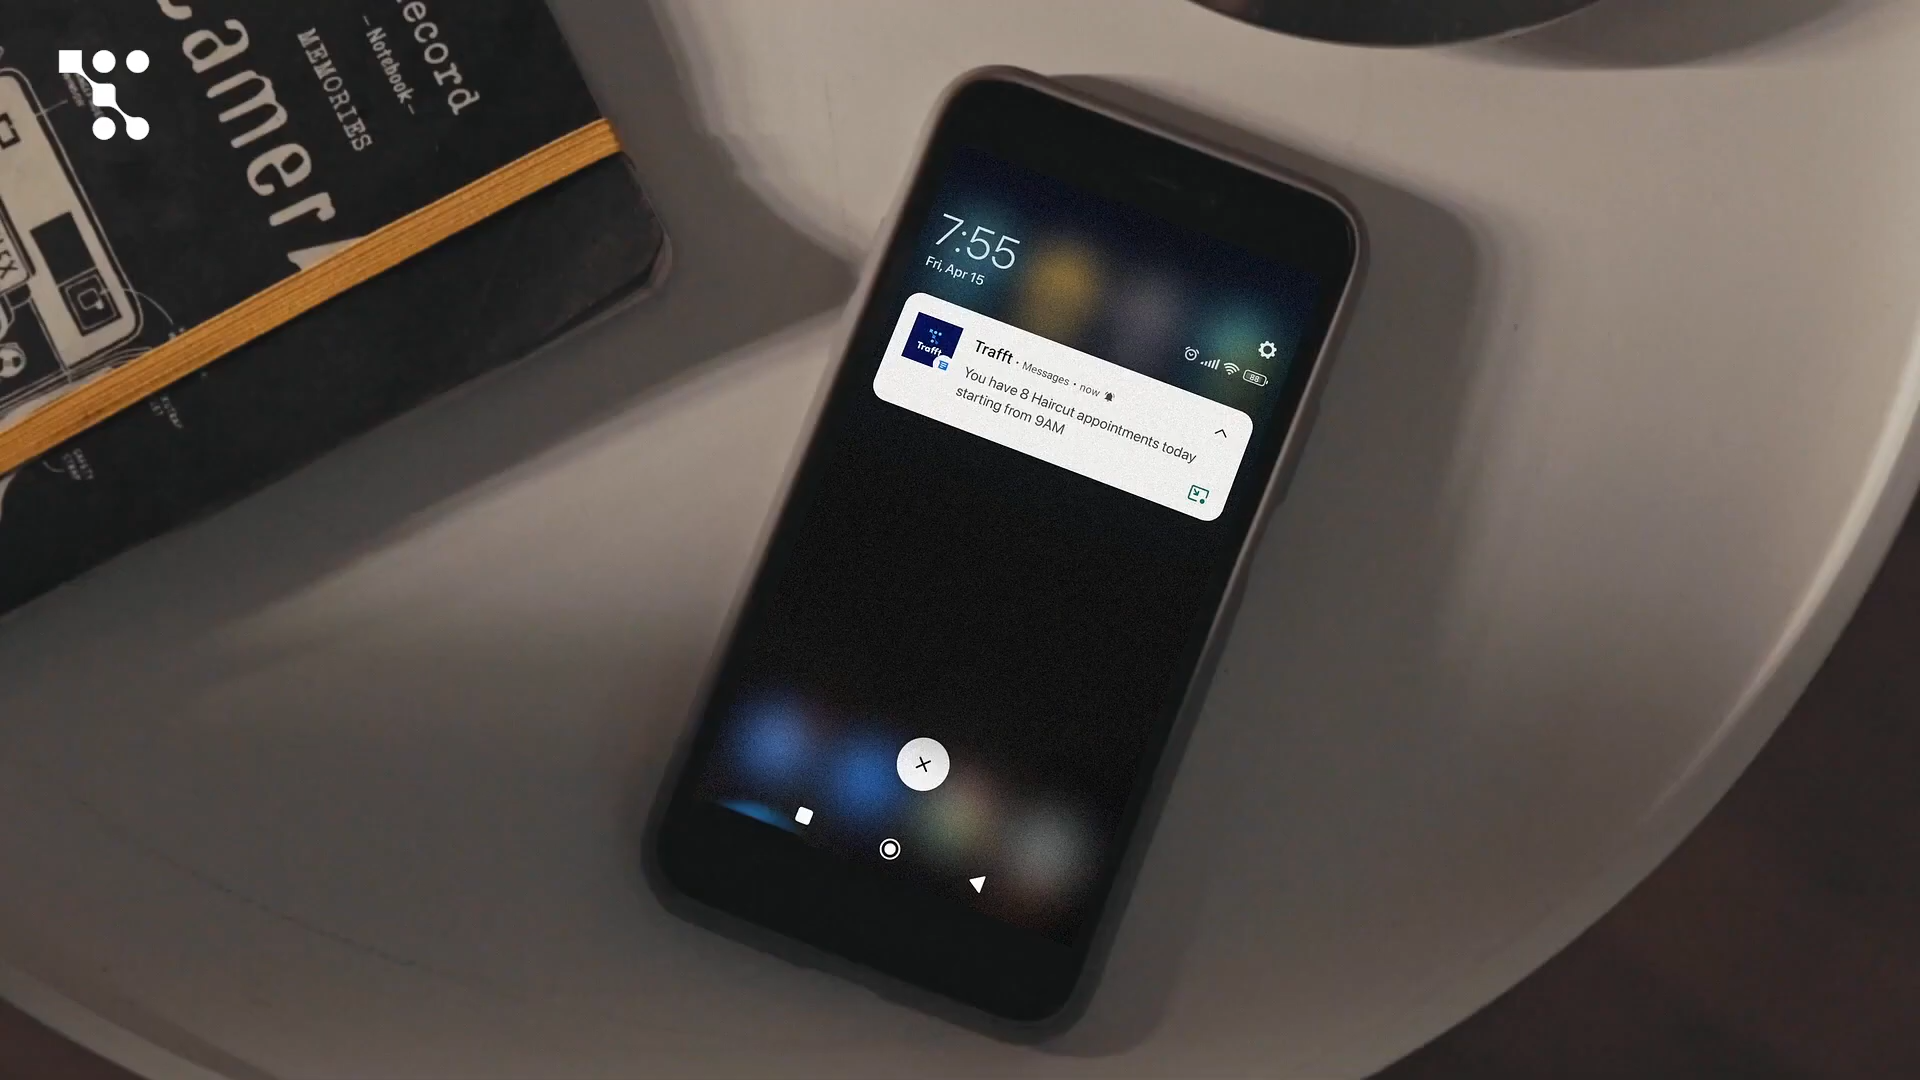 ecord
-Notebook-
MEMORIES
camera
7:55
Fri, Apr 15
88
Trafft • Messages • now
Trafft
You have 8 Haircut appointments today
starting from 9AM